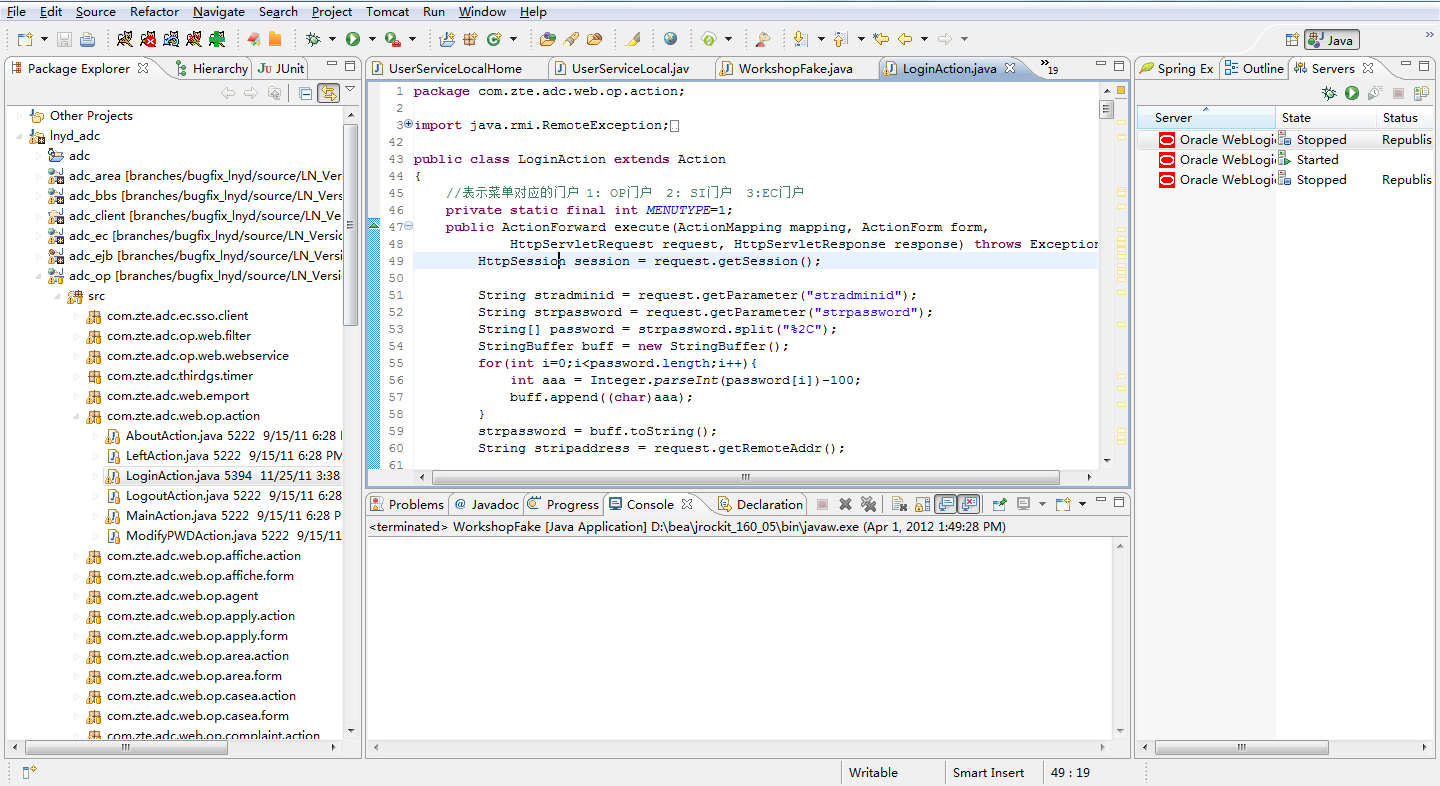 File Edit Source Refactor Navigate Search Project Tomcat Run Window Help
Java
Package Explorer Hierarchy JUnit
Other Projects
lnyd_adc
adc
adc_area [branches/bugfix_lnyd/source/LN_Ver
adc_bbs [branches/bugfix_lnyd/source/LN_Versi
adc_client [branches/bugfix_lnyd/source/LN_Ve
adc_ec [branches/bugfix_lnyd/source/LN_Versio
adc_ejb [branches/bugfix_lnyd/source/LN_Versi
adc_op [branches/bugfix_lnyd/source/LN_Versi
src
com.zte.adc.ec.sso.client
com.zte.adc.op.web.filter
com.zte.adc.op.web.webservice
com.zte.adc.thirdgs.timer
com.zte.adc.web.emport
com.zte.adc.web.op.action
AboutAction.java 5222 9/15/11 6:28
LeftAction.java 5222 9/15/11 6:28 PM
LoginAction.java 5394 11/25/11 3:38
LogoutAction.java 5222 9/15/11 6:28
MainAction.java 5222 9/15/11 6:28 P
ModifyPWDAction.java 5222 9/15/11
com.zte.adc.web.op.affiche.action
com.zte.adc.web.op.affiche.form
com.zte.adc.web.op.agent
com.zte.adc.web.op.apply.action
com.zte.adc.web.op.apply.form
com.zte.adc.web.op.area.action
com.zte.adc.web.op.area.form
com.zte.adc.web.op.casea.action
com.zte.adc.web.op.casea.form
com.zte.adc.web.op.complaint.action
UserServiceLocalHome UserServiceLocal.jav WorkshopFake.java LoginAction.java »19
1 package com.zte.adc.web.op.action;
2
3 import java.rmi.RemoteException;
42
43 public class LoginAction extends Action
44 {
45 //表示菜单对应的门户 1: OP门户 2: SI门户 3:EC门户
46 private static final int MENUTYPE=1;
47 public ActionForward execute(ActionMapping mapping, ActionForm form,
48 HttpServletRequest request, HttpServletResponse response) throws Exception
49 HttpSession session = request.getSession();
50
51 String stradminid = request.getParameter("stradminid");
52 String strpassword = request.getParameter("strpassword");
53 String[] password = strpassword.split("%2C");
54 StringBuffer buff = new StringBuffer();
55 for(int i=0;i<password.length;i++){
56 int aaa = Integer.parseInt(password[i])-100;
57 buff.append((char)aaa);
58 }
59 strpassword = buff.toString();
60 String stripaddress = request.getRemoteAddr();
61
Problems @ Javadoc Progress Console Declaration
<terminated> WorkshopFake [Java Application] D:\bea\jrockit_160_05\bin\javaw.exe (Apr 1, 2012 1:49:28 PM)
Spring Ex Outline Servers
Server State Status
Oracle WebLogi Stopped Republis
Oracle WebLogi Started
Oracle WebLogi Stopped Republis
Writable Smart Insert 49 : 19